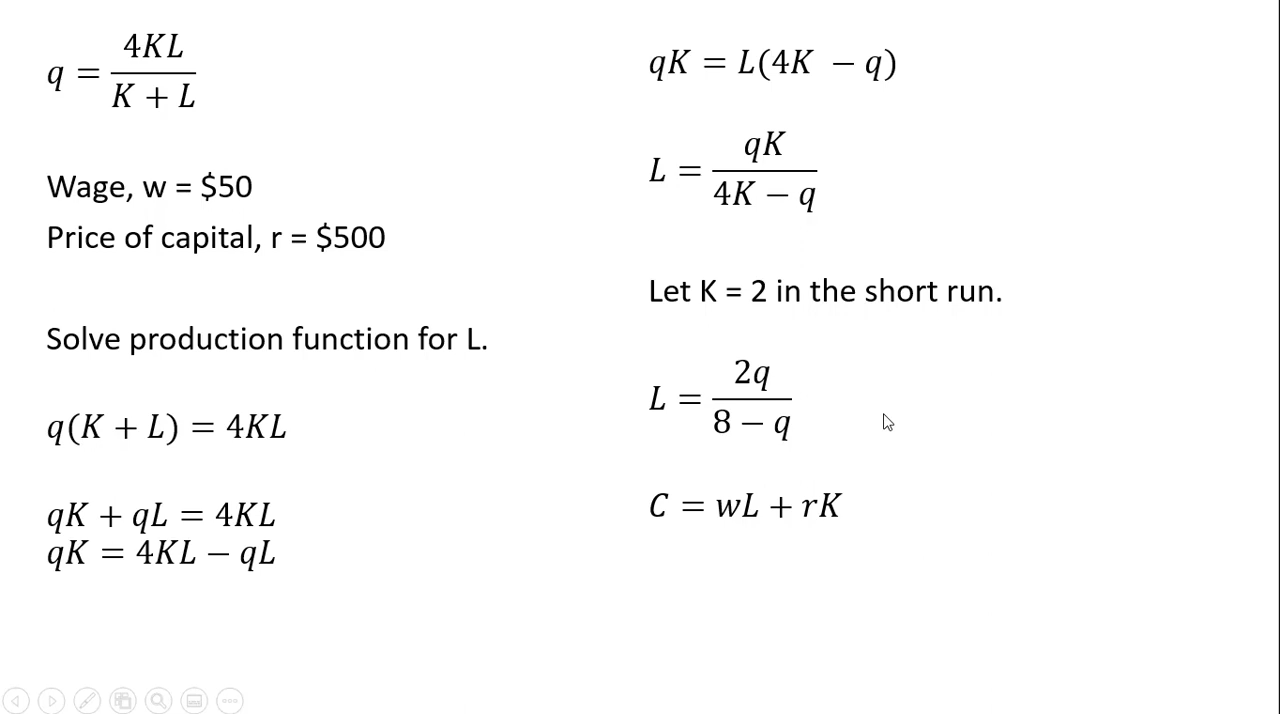 q = 4KL / K + L
Wage, w = $50
Price of capital, r = $500
Solve production function for L.
q(K + L) = 4KL
qK + qL = 4KL
qK = 4KL − qL
qK = L(4K − q)
L = qK / 4K − q
Let K = 2 in the short run.
L = 2q / 8 − q
C = wL + rK